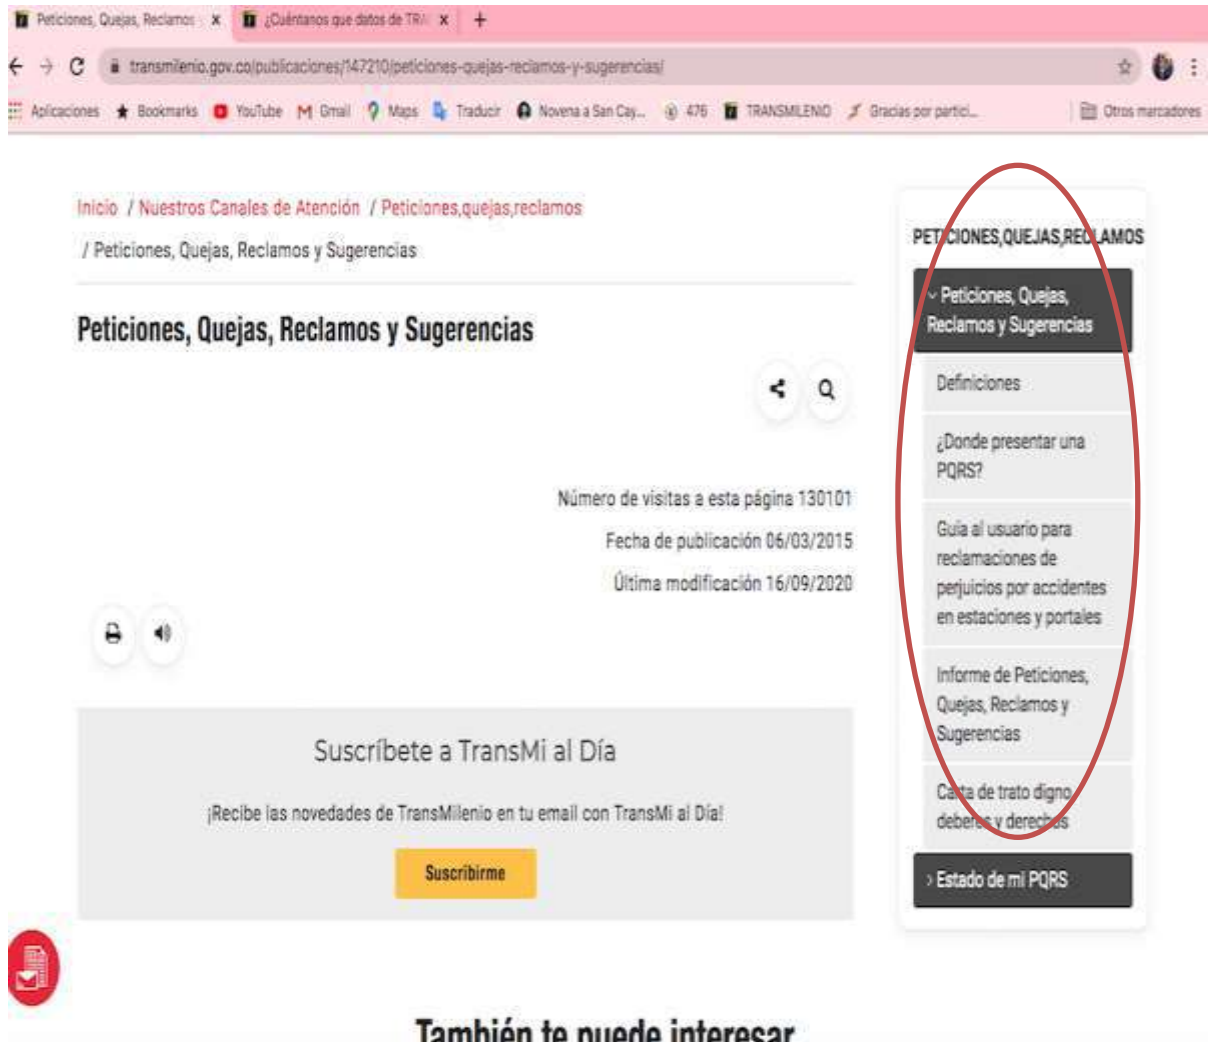 Peticiones, Quejas, Reclamos
¿Cuéntanos que datos de TRA
transmilenio.gov.co/publicaciones/147210/peticiones-quejas-reclamos-y-sugerencias/
Aplicaciones Bookmarks YouTube Gmail Maps Traducir Novena a San Cay... 476 TRANSMILENIO Gracias por partici... Otros marcadores
Inicio / Nuestros Canales de Atención / Peticiones,quejas,reclamos
/ Peticiones, Quejas, Reclamos y Sugerencias
Peticiones, Quejas, Reclamos y Sugerencias
Número de visitas a esta página 130101
Fecha de publicación 06/03/2015
Última modificación 16/09/2020
Suscríbete a TransMi al Día
¡Recibe las novedades de TransMilenio en tu email con TransMi al Día!
Suscribirme
También te puede interesar
PETICIONES,QUEJAS,RECLAMOS
Peticiones, Quejas,
Reclamos y Sugerencias
Definiciones
¿Donde presentar una
PQRS?
Guia al usuario para
reclamaciones de
perjuicios por accidentes
en estaciones y portales
Informe de Peticiones,
Quejas, Reclamos y
Sugerencias
Carta de trato digno,
deberes y derechos
Estado de mi PQRS